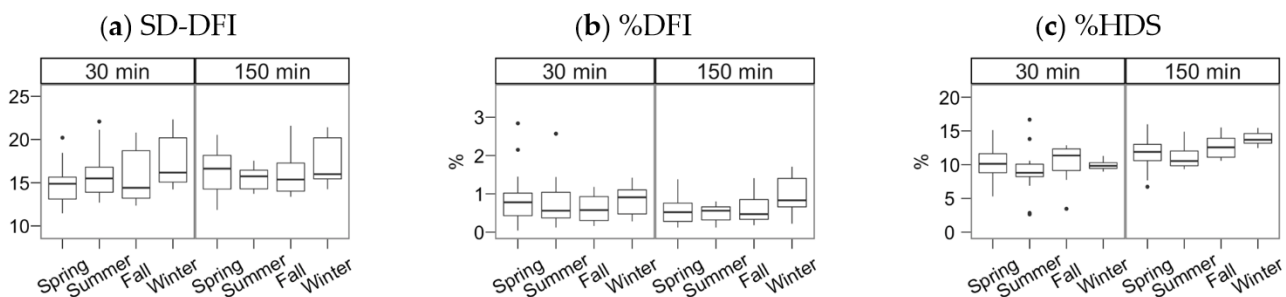 (a) SD-DFI
(b) %DFI
(c) %HDS
30 min 150 min
30 min 150 min
30 min 150 min
25
20
15
10
Spring Summer Fall Winter Spring Summer Fall Winter
%
3
2
1
0
Spring Summer Fall Winter Spring Summer Fall Winter
%
20
15
10
5
0
Spring Summer Fall Winter Spring Summer Fall Winter